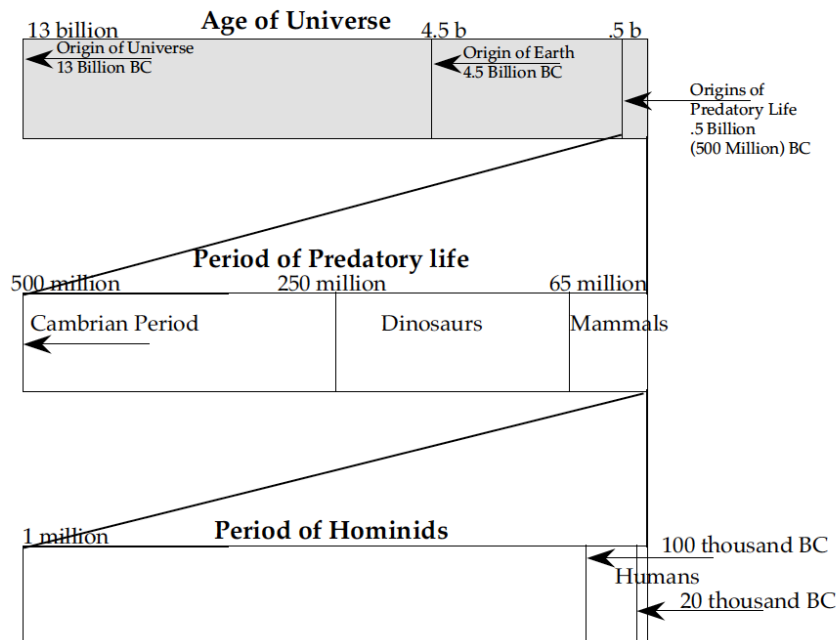 Age of Universe
13 billion
4.5 b
.5 b
Origin of Universe
13 Billion BC
Origin of Earth
4.5 Billion BC
Origins of
Predatory Life
.5 Billion
(500 Million) BC
Period of Predatory life
500 million
250 million
65 million
Cambrian Period
Dinosaurs
Mammals
Period of Hominids
1 million
100 thousand BC
Humans
20 thousand BC